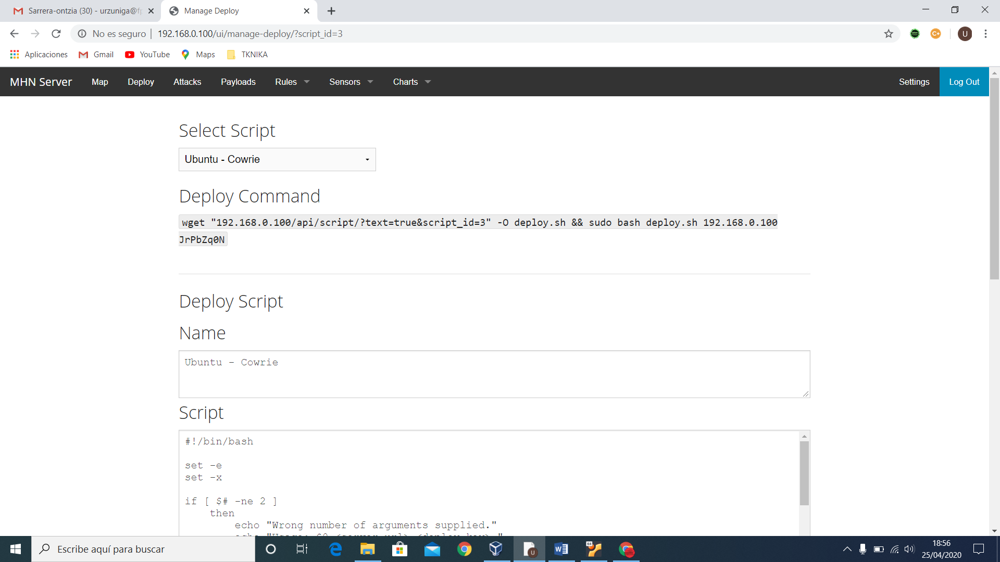 Sarrera-ontzia (30) - urzuniga@f
Manage Deploy
No es seguro | 192.168.0.100/ui/manage-deploy/?script_id=3
U
Aplicaciones Gmail YouTube Maps TKNIKA
MHN Server Map Deploy Attacks Payloads Rules Sensors Charts Settings Log Out
Select Script
Ubuntu - Cowrie
Deploy Command
wget "192.168.0.100/api/script/?text=true&script_id=3" -O deploy.sh && sudo bash deploy.sh 192.168.0.100
JrPbZq0N
Deploy Script
Name
Ubuntu - Cowrie
Script
#!/bin/bash
set -e
set -x
if [ $# -ne 2 ]
then
echo "Wrong number of arguments supplied."
Escribe aquí para buscar
18:56
25/04/2020